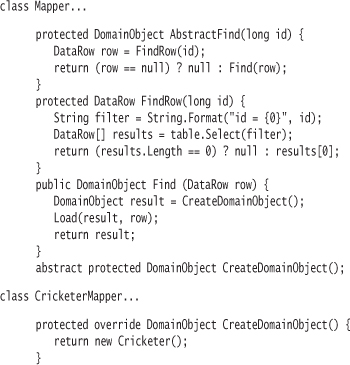 class Mapper...
protected DomainObject AbstractFind(long id) {
DataRow row = FindRow(id);
return (row == null) ? null : Find(row);
}
protected DataRow FindRow(long id) {
String filter = String.Format("id = {0}", id);
DataRow[] results = table.Select(filter);
return (results.Length == 0) ? null : results[0];
}
public DomainObject Find (DataRow row) {
DomainObject result = CreateDomainObject();
Load(result, row);
return result;
}
abstract protected DomainObject CreateDomainObject();
class CricketerMapper...
protected override DomainObject CreateDomainObject() {
return new Cricketer();
}